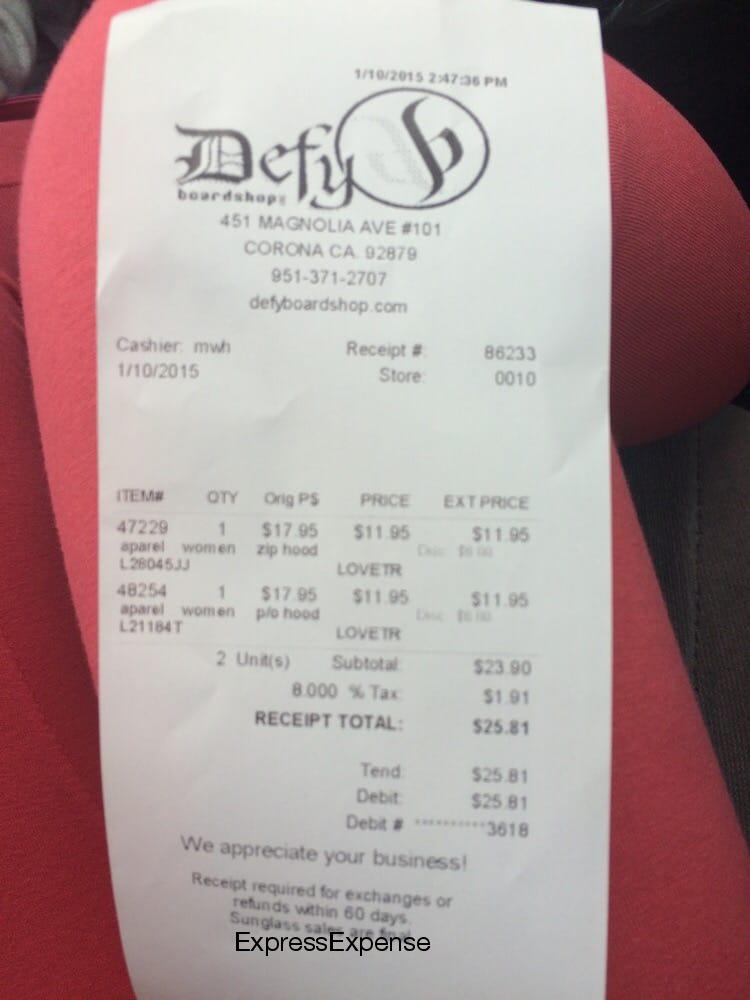 1/10/2015 2:47:36 PM
Defy
boardshop
451 MAGNOLIA AVE #101
CORONA CA. 92879
951-371-2707
defyboardshop.com
Cashier: mwh Receipt #: 86233
1/10/2015 Store: 0010
ITEM# QTY Orig P$ PRICE EXT PRICE
47229 1 $17.95 $11.95 $11.95
aparel women zip hood Disc $6.00
L28045JJ LOVETR
48254 1 $17.95 $11.95 $11.95
aparel women p/o hood Disc $6.00
L21184T LOVETR
2 Unit(s) Subtotal: $23.90
8.000 % Tax: $1.91
RECEIPT TOTAL: $25.81
Tend: $25.81
Debit: $25.81
Debit # **********3618
We appreciate your business!
Receipt required for exchanges or
refunds within 60 days.
Sunglass sales are final
ExpressExpense